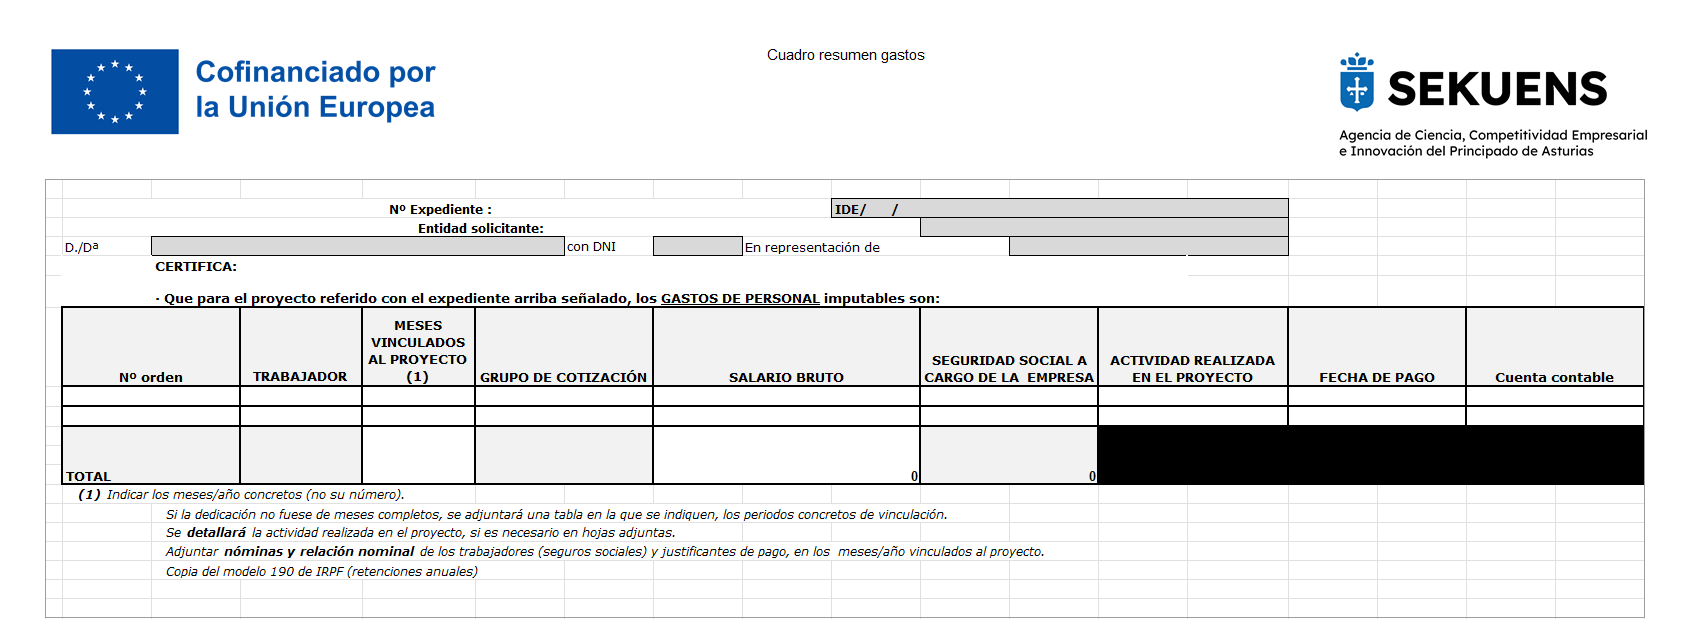 Cofinanciado por
la Unión Europea
Cuadro resumen gastos
SEKUENS
Agencia de Ciencia, Competitividad Empresarial
e Innovación del Principado de Asturias
Nº Expediente :
IDE/ /
Entidad solicitante:
D./Dª
con DNI
En representación de
CERTIFICA:
· Que para el proyecto referido con el expediente arriba señalado, los GASTOS DE PERSONAL imputables son:
Nº orden
TRABAJADOR
MESES
VINCULADOS
AL PROYECTO
(1)
GRUPO DE COTIZACIÓN
SALARIO BRUTO
SEGURIDAD SOCIAL A
CARGO DE LA EMPRESA
ACTIVIDAD REALIZADA
EN EL PROYECTO
FECHA DE PAGO
Cuenta contable
TOTAL
0
0
(1) Indicar los meses/año concretos (no su número).
Si la dedicación no fuese de meses completos, se adjuntará una tabla en la que se indiquen, los periodos concretos de vinculación.
Se detallará la actividad realizada en el proyecto, si es necesario en hojas adjuntas.
Adjuntar nóminas y relación nominal de los trabajadores (seguros sociales) y justificantes de pago, en los meses/año vinculados al proyecto.
Copia del modelo 190 de IRPF (retenciones anuales)